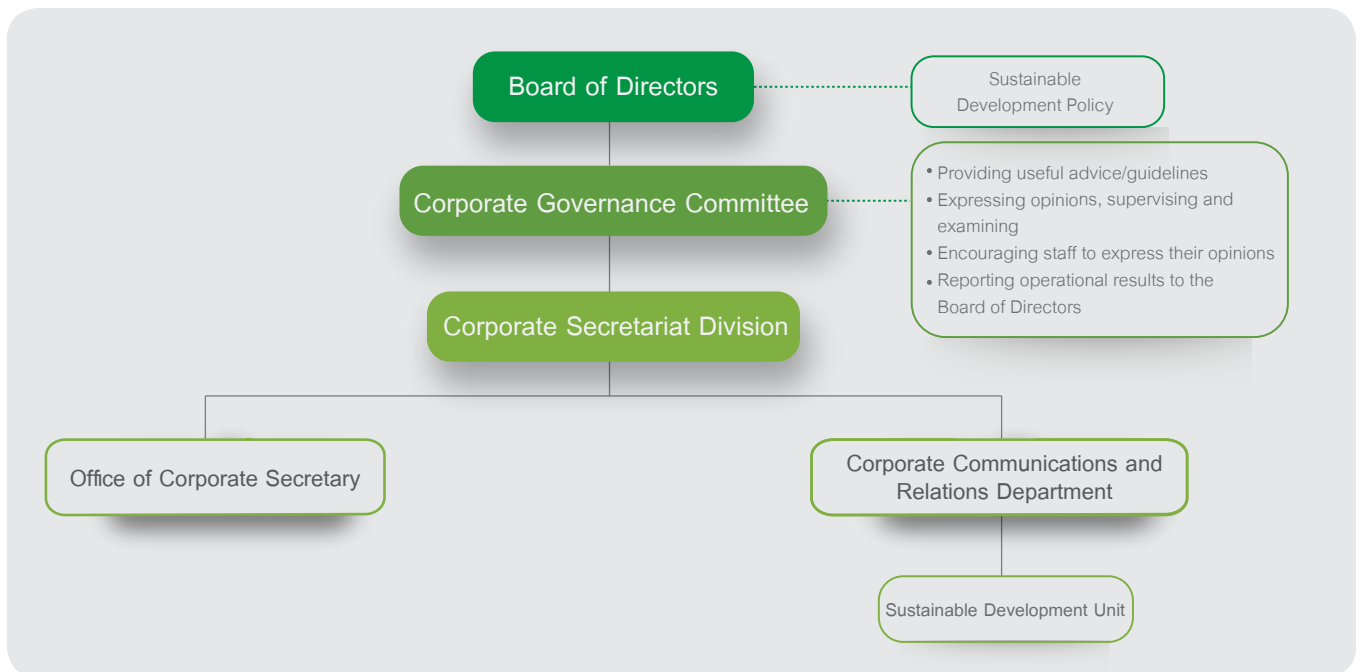 Board of Directors
Sustainable
Development Policy
Corporate Governance Committee
• Providing useful advice/guidelines
• Expressing opinions, supervising and
examining
• Encouraging staff to express their opinions
• Reporting operational results to the
Board of Directors
Corporate Secretariat Division
Office of Corporate Secretary
Corporate Communications and
Relations Department
Sustainable Development Unit